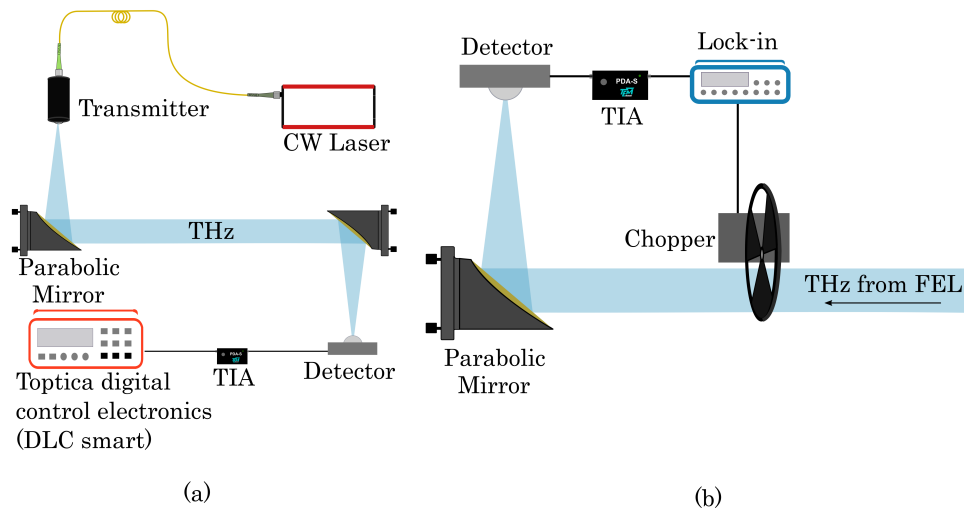 Transmitter
CW Laser
THz
Parabolic
Mirror
PDA-S
TIA
Detector
Toptica digital
control electronics
(DLC smart)
(a)
Detector
Lock-in
PDA-S
TIA
Chopper
THz from FEL
Parabolic
Mirror
(b)